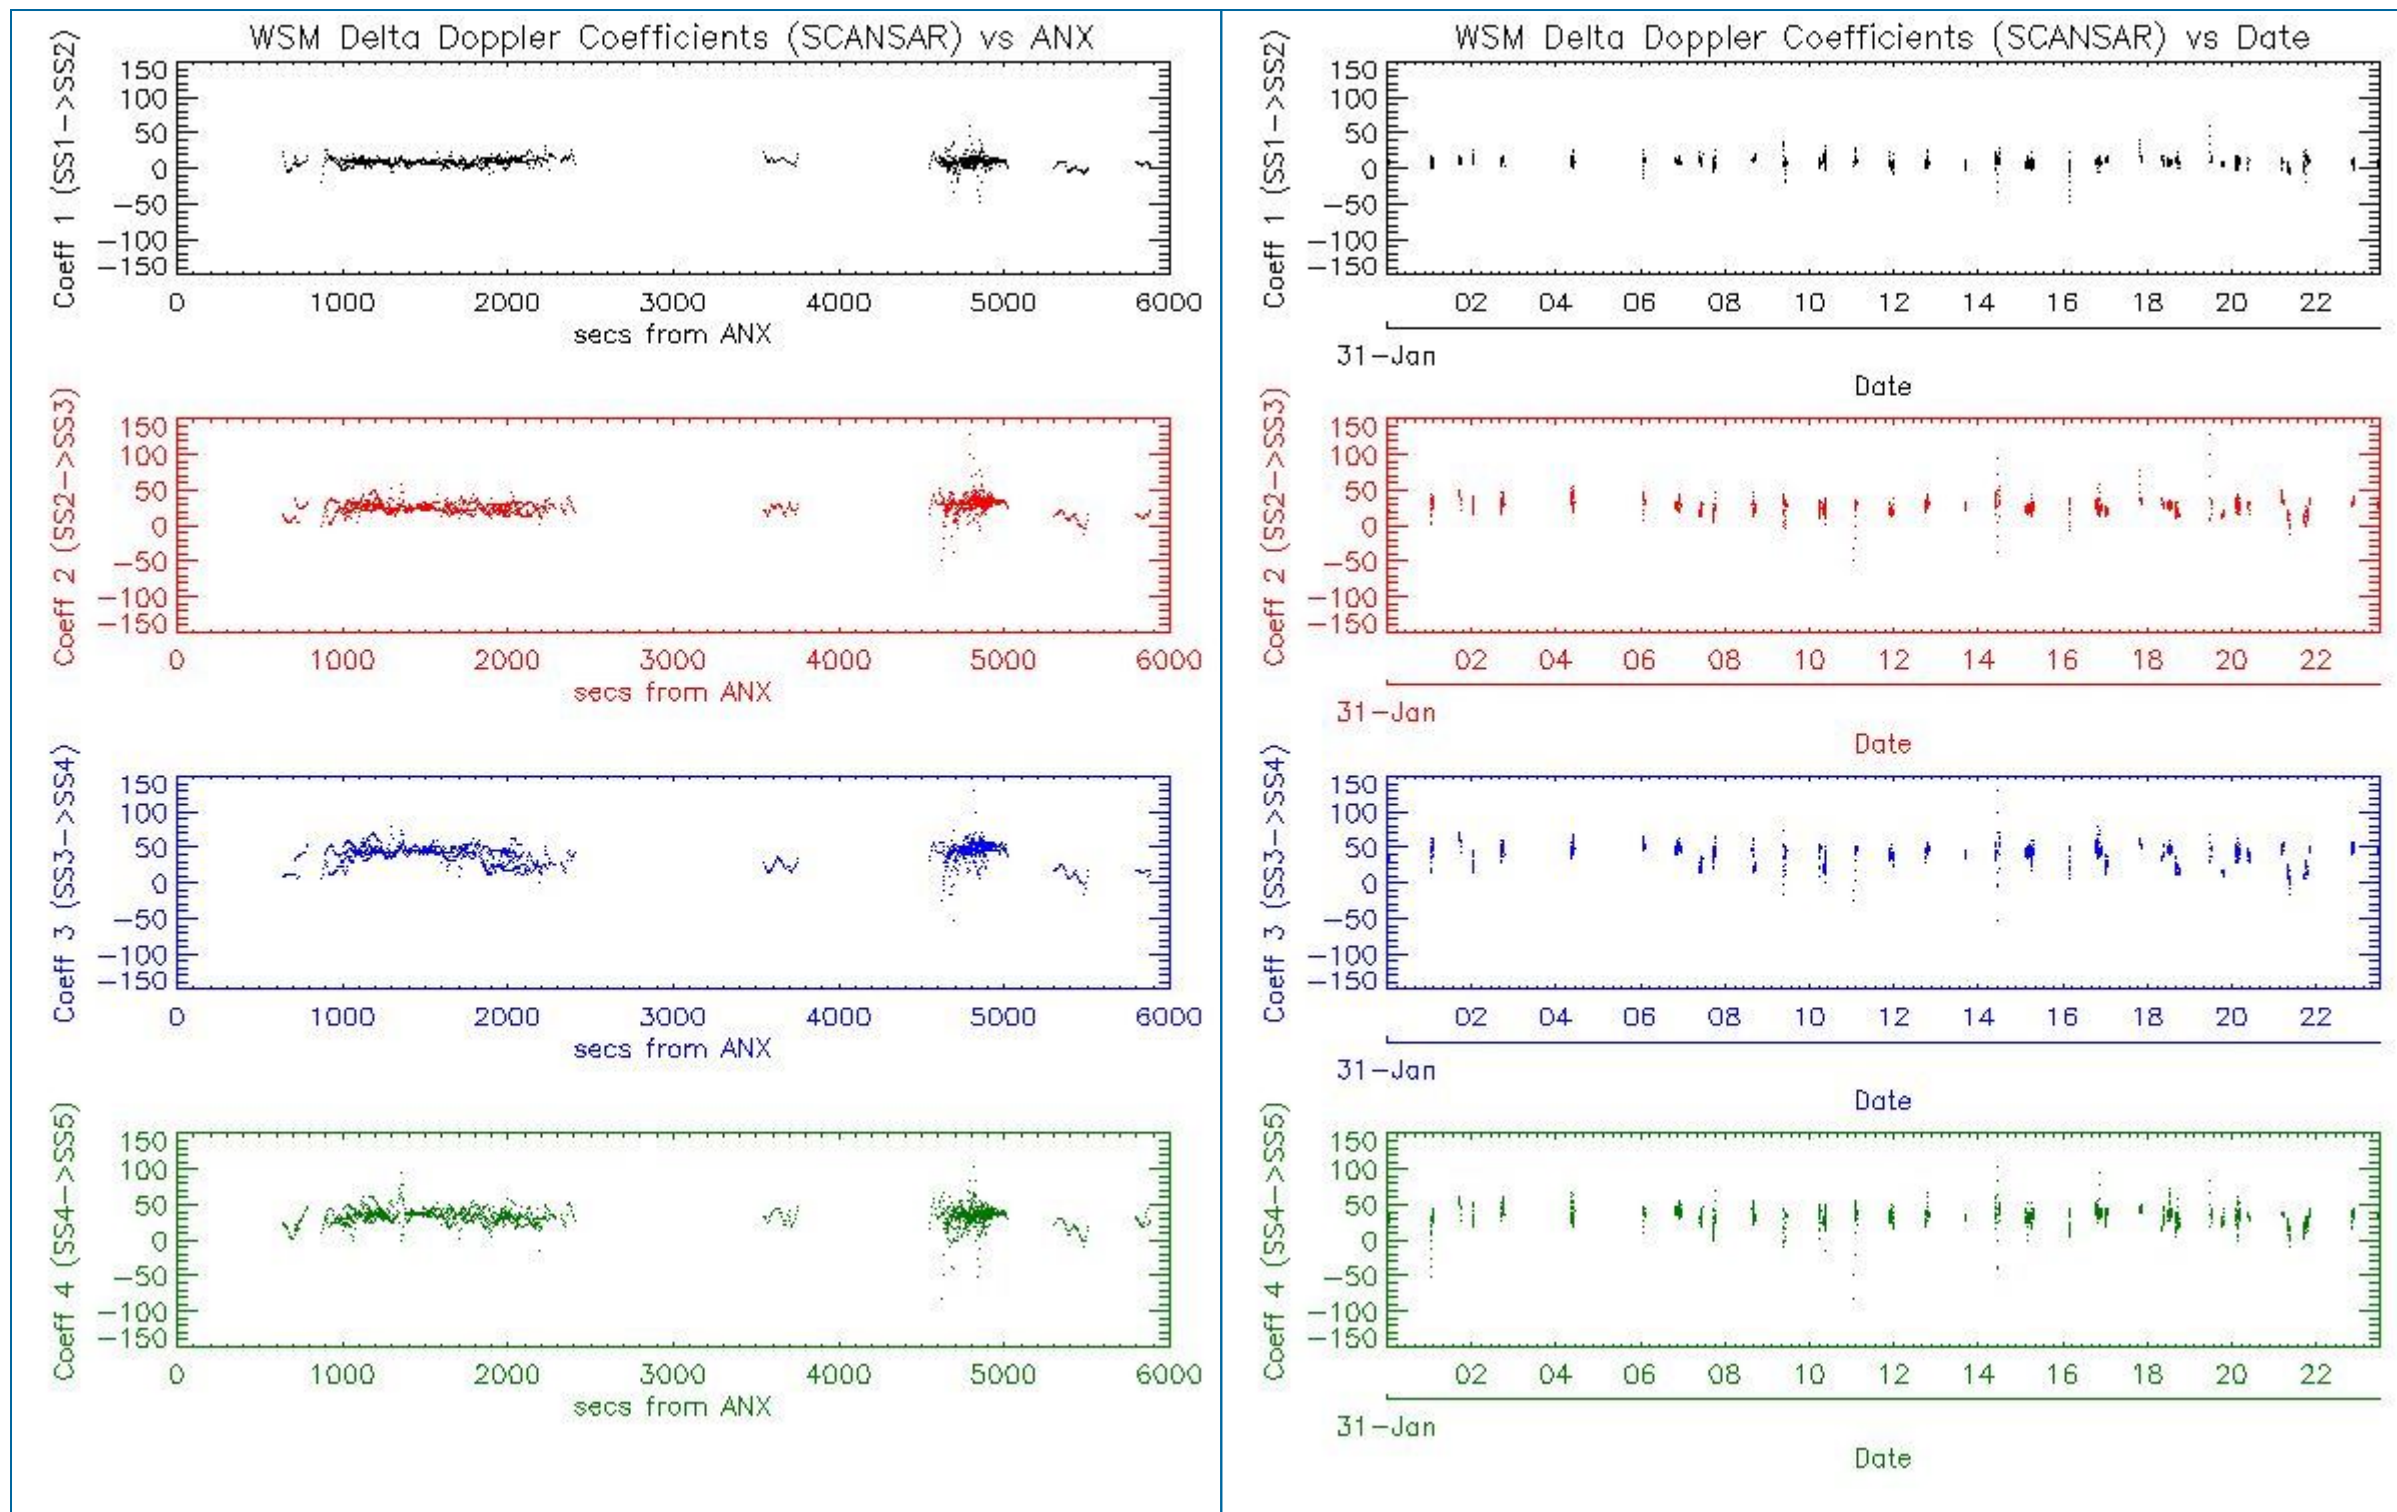 WSM Delta Doppler Coefficients (SCANSAR) vs ANX
Coeff 1 (SS1->SS2)
150
100
50
0
-50
-100
-150
0 1000 2000 3000 4000 5000 6000
secs from ANX
Coeff 2 (SS2->SS3)
150
100
50
0
-50
-100
-150
0 1000 2000 3000 4000 5000 6000
secs from ANX
Coeff 3 (SS3->SS4)
150
100
50
0
-50
-100
-150
0 1000 2000 3000 4000 5000 6000
secs from ANX
Coeff 4 (SS4->SS5)
150
100
50
0
-50
-100
-150
0 1000 2000 3000 4000 5000 6000
secs from ANX
WSM Delta Doppler Coefficients (SCANSAR) vs Date
Coeff 1 (SS1->SS2)
150
100
50
0
-50
-100
-150
02 04 06 08 10 12 14 16 18 20 22
31-Jan
Date
Coeff 2 (SS2->SS3)
150
100
50
0
-50
-100
-150
02 04 06 08 10 12 14 16 18 20 22
31-Jan
Date
Coeff 3 (SS3->SS4)
150
100
50
0
-50
-100
-150
02 04 06 08 10 12 14 16 18 20 22
31-Jan
Date
Coeff 4 (SS4->SS5)
150
100
50
0
-50
-100
-150
02 04 06 08 10 12 14 16 18 20 22
31-Jan
Date